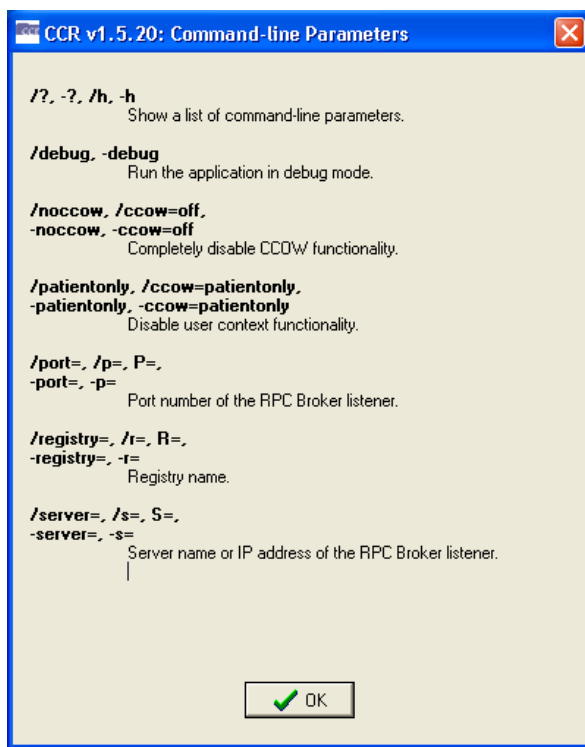 CCR v1.5.20: Command-line Parameters
/?, -?, /h, -h
Show a list of command-line parameters.
/debug, -debug
Run the application in debug mode.
/noccow, /ccow=off,
-noccow, -ccow=off
Completely disable CCOW functionality.
/patientonly, /ccow=patientonly,
-patientonly, -ccow=patientonly
Disable user context functionality.
/port=, /p=, P=,
-port=, -p=
Port number of the RPC Broker listener.
/registry=, /r=, R=,
-registry=, -r=
Registry name.
/server=, /s=, S=,
-server=, -s=
Server name or IP address of the RPC Broker listener.
OK